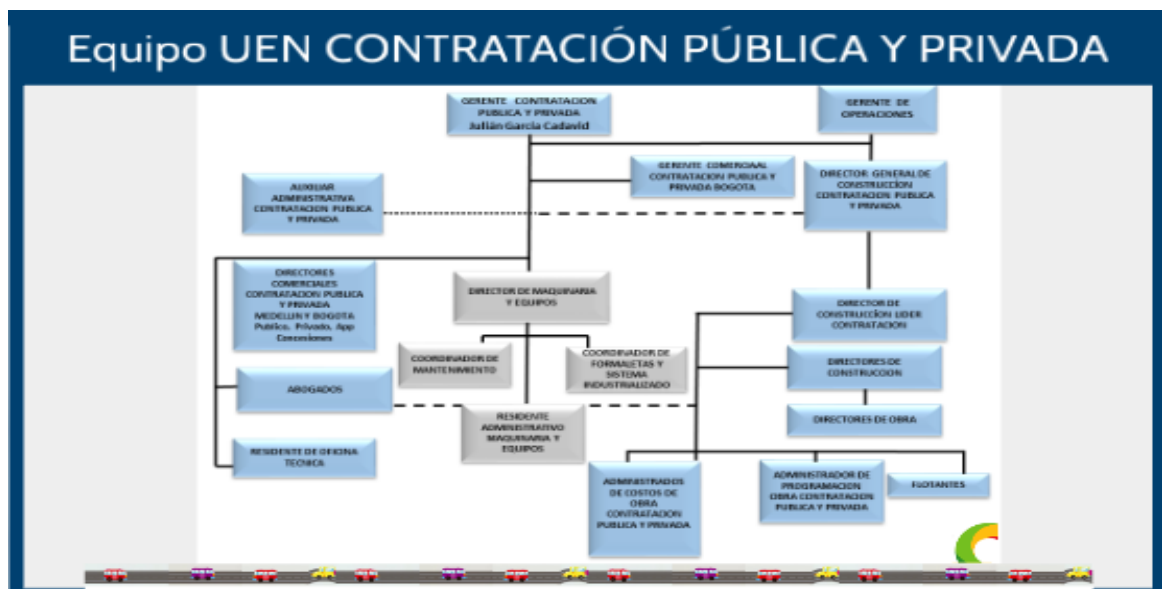 Equipo UEN CONTRATACIÓN PÚBLICA Y PRIVADA
GERENTE CONTRATACION
PUBLICA Y PRIVADA
Julián García Cadavid
GERENTE DE
OPERACIONES
GERENTE COMERCIAAL
CONTRATACION PUBLICA Y
PRIVADA BOGOTA
DIRECTOR GENERAL DE
CONSTRUCCÍON
CONTRATACION PUBLICA
Y PRIVADA
AUXILIAR
ADMINISTRATIVA
CONTRATACION PUBLICA
Y PRIVADA
DIRECTORES
COMERCIALES
CONTRATACION PUBLICA
Y PRIVADA
MEDELLIN Y BOGOTA
Publico, Privado, App
Concesiones
DIRECTOR DE MAQUINARIA
Y EQUIPOS
DIRECTOR DE
CONSTRUCCÍON LIDER
CONTRATACION
COORDINADOR DE
MANTENIMIENTO
COORDINADOR DE
FORMALETAS Y
SISTEMA
INDUSTRIALIZADO
DIRECTORES DE
CONSTRUCCION
ABOGADOS
RESIDENTE
ADMINISTRATIVO
MAQUINARIA Y
EQUIPOS
DIRECTORES DE OBRA
RESIDENTE DE OFICINA
TECNICA
ADMINISTRADOS
DE COSTOS DE
OBRA
CONTRATACION
PUBLICA Y PRIVADA
ADMINISTRADOR DE
PROGRAMACION
OBRA CONTRATACION
PUBLICA Y PRIVADA
FLOTANTES